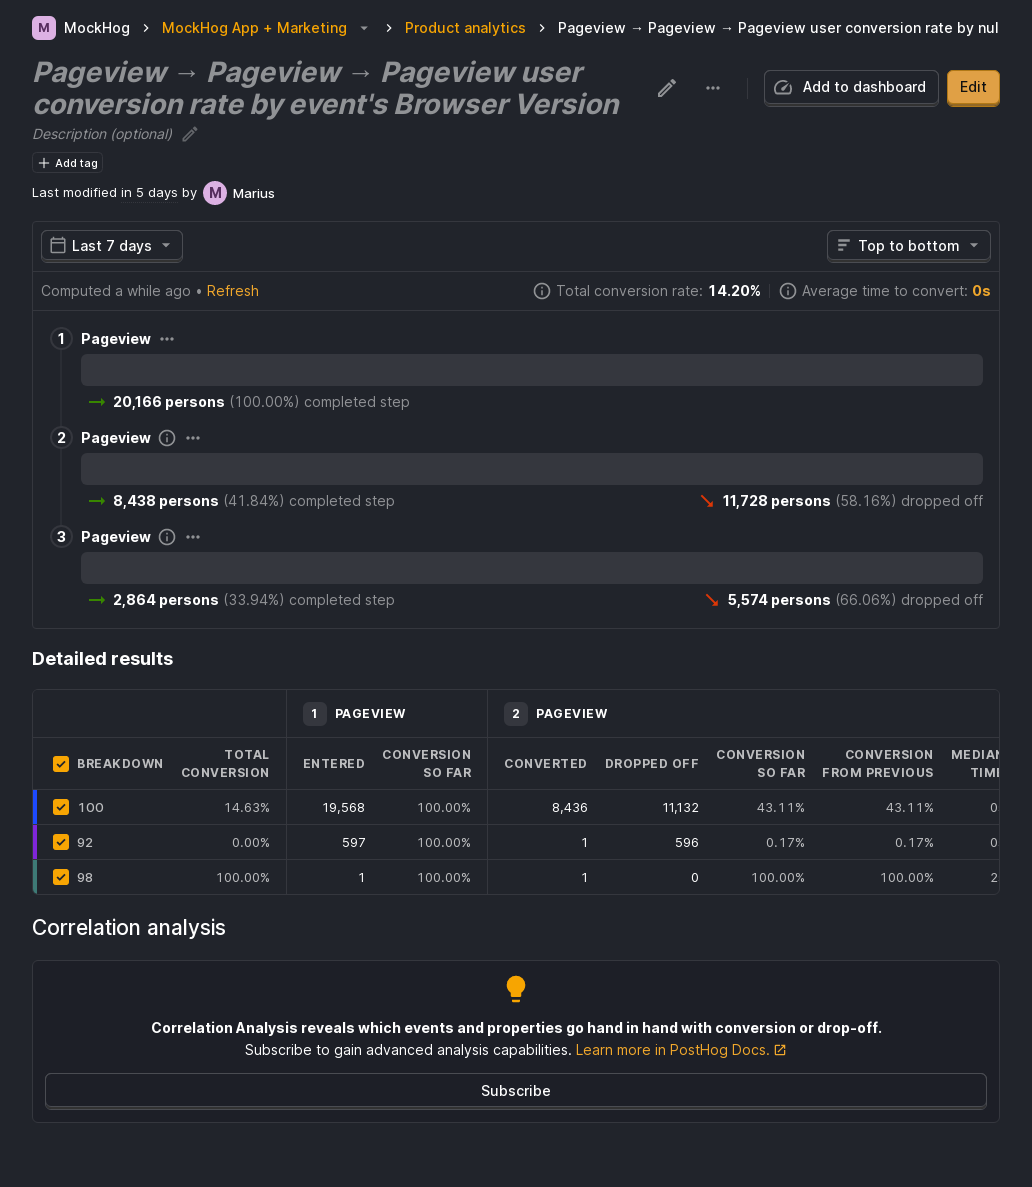 M MockHog MockHog App + Marketing Product analytics Pageview → Pageview → Pageview user conversion rate by nul
Pageview → Pageview → Pageview user
conversion rate by event's Browser Version
Add to dashboard
Edit
Description (optional)
Add tag
Last modified in 5 days by M Marius
Last 7 days
Top to bottom
Computed a while ago • Refresh
Total conversion rate: 14.20%
Average time to convert: 0s
1 Pageview
20,166 persons (100.00%) completed step
2 Pageview
8,438 persons (41.84%) completed step
11,728 persons (58.16%) dropped off
3 Pageview
2,864 persons (33.94%) completed step
5,574 persons (66.06%) dropped off
Detailed results
1 PAGEVIEW
2 PAGEVIEW
BREAKDOWN
TOTAL
CONVERSION
ENTERED
CONVERSION
SO FAR
CONVERTED
DROPPED OFF
CONVERSION
SO FAR
CONVERSION
FROM PREVIOUS
MEDIAN
TIM
100 14.63% 19,568 100.00% 8,436 11,132 43.11% 43.11% 0
92 0.00% 597 100.00% 1 596 0.17% 0.17% 0
98 100.00% 1 100.00% 1 0 100.00% 100.00% 2
Correlation analysis
Correlation Analysis reveals which events and properties go hand in hand with conversion or drop-off.
Subscribe to gain advanced analysis capabilities. Learn more in PostHog Docs.
Subscribe